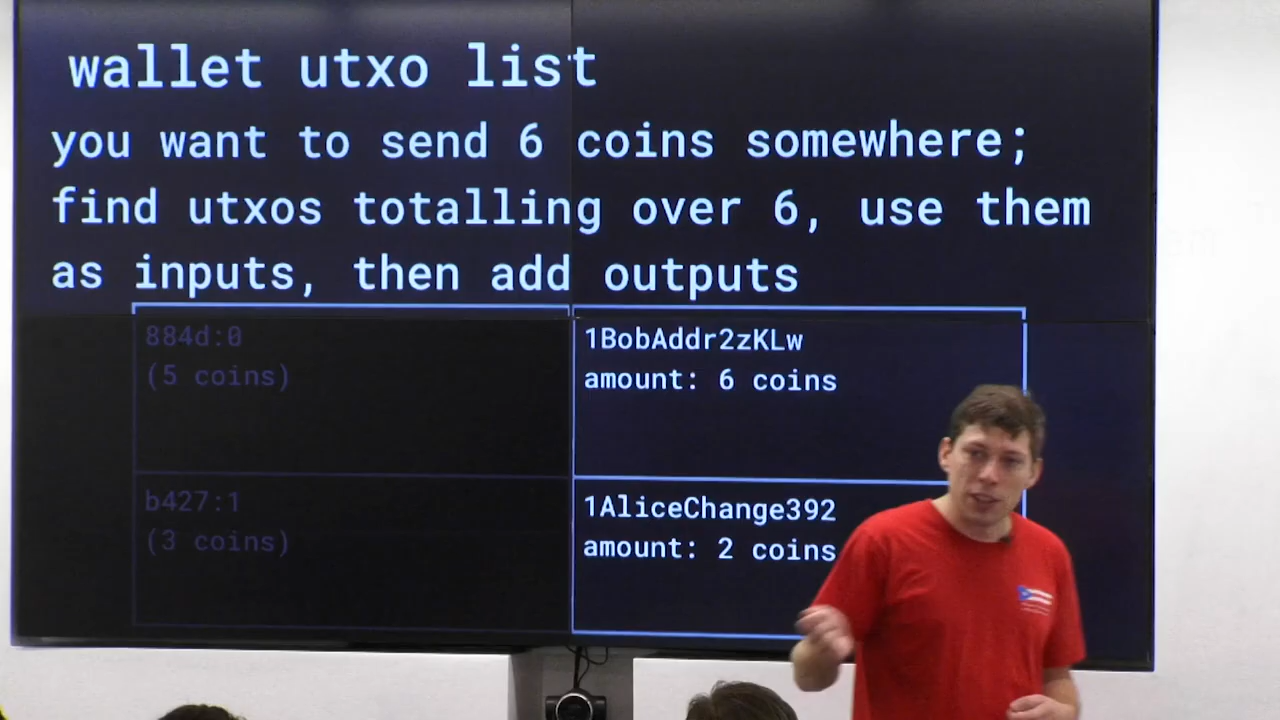 wallet utxo list
you want to send 6 coins somewhere;
find utxos totalling over 6, use them
as inputs, then add outputs
884d:0
(5 coins)
1BobAddr2zKLw
amount: 6 coins
b427:1
(3 coins)
1AliceChange392
amount: 2 coins